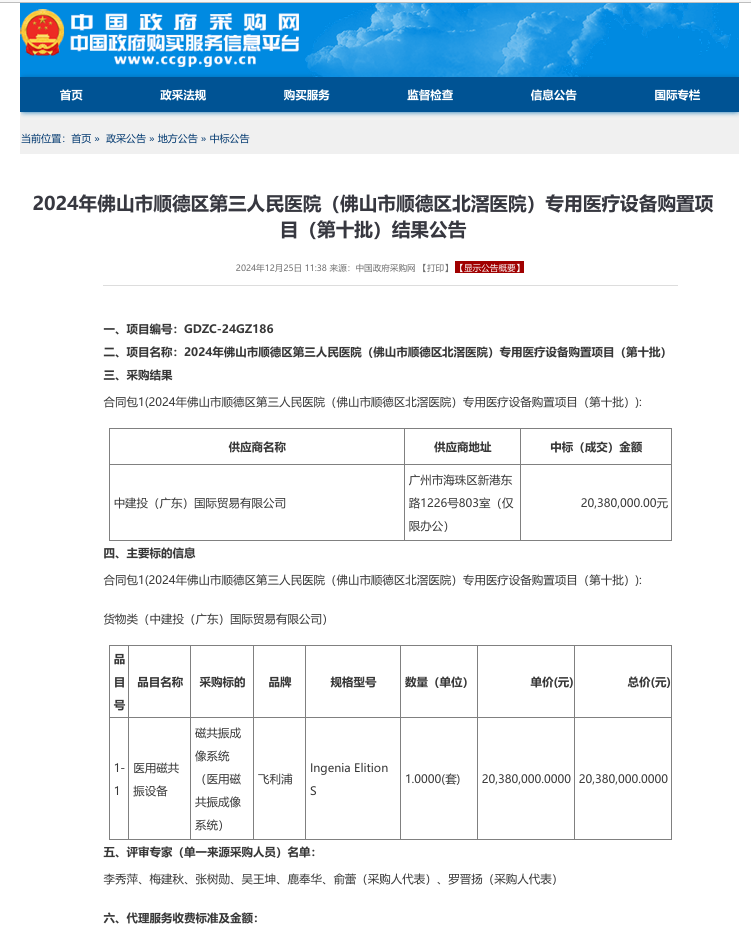 中国政府采购网
中国政府购买服务信息平台
www.ccgp.gov.cn
首页 政采法规 购买服务 监督检查 信息公告 国际专栏
当前位置：首页 » 政采公告 » 地方公告 » 中标公告
2024年佛山市顺德区第三人民医院（佛山市顺德区北滘医院）专用医疗设备购置项
目（第十批）结果公告
2024年12月25日 11:38 来源：中国政府采购网 【打印】 【显示公告概要】
一、项目编号：GDZC-24GZ186
二、项目名称：2024年佛山市顺德区第三人民医院（佛山市顺德区北滘医院）专用医疗设备购置项目（第十批）
三、采购结果
合同包1(2024年佛山市顺德区第三人民医院（佛山市顺德区北滘医院）专用医疗设备购置项目（第十批）):
供应商名称 供应商地址 中标（成交）金额
中建投（广东）国际贸易有限公司
广州市海珠区新港东
路1226号803室（仅
限办公）
20,380,000.00元
四、主要标的信息
合同包1(2024年佛山市顺德区第三人民医院（佛山市顺德区北滘医院）专用医疗设备购置项目（第十批）):
货物类（中建投（广东）国际贸易有限公司）
品
目
号
品目名称 采购标的 品牌 规格型号 数量（单位） 单价(元) 总价(元)
1-
1
医用磁共
振设备
磁共振成
像系统
（医用磁
共振成像
系统）
飞利浦
Ingenia Elition
S
1.0000(套) 20,380,000.0000 20,380,000.0000
五、评审专家（单一来源采购人员）名单：
李秀萍、梅建秋、张树勋、吴王坤、鹿奉华、俞蕾（采购人代表）、罗晋扬（采购人代表）
六、代理服务收费标准及金额：